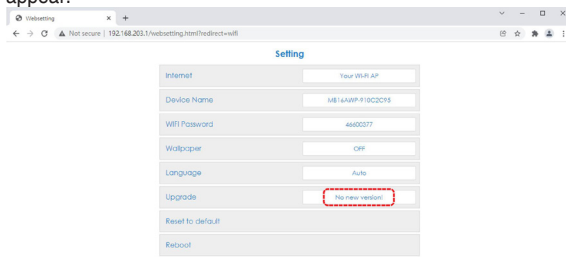 appear.
Websetting
Not secure | 192.168.203.1/websetting.html?redirect=wifi
Setting
Internet Your Wi-Fi AP
Device Name MB16AWP-910C2C95
WIFI Password 46600377
Wallpaper OFF
Language Auto
Upgrade No new version!
Reset to default
Reboot